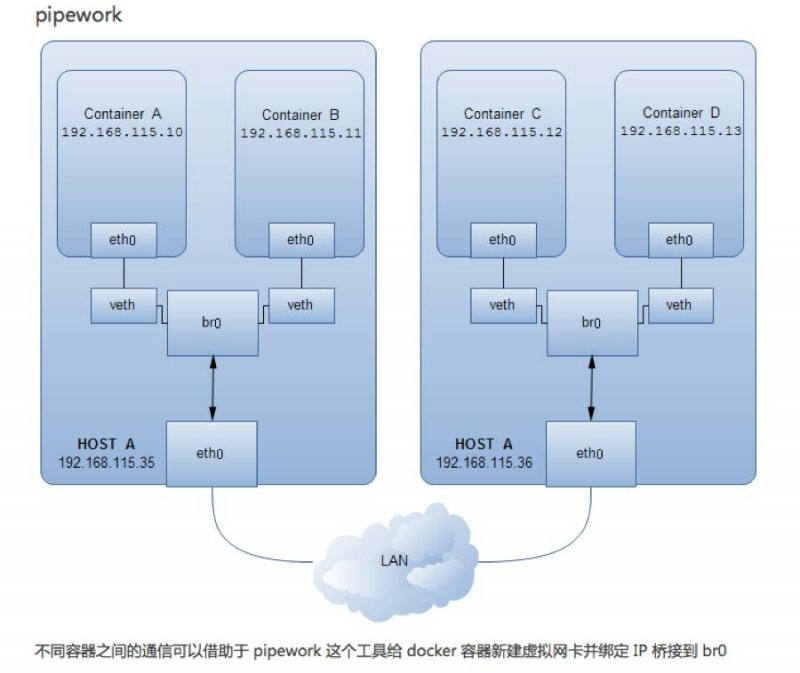 pipework
Container A
192.168.115.10
Container B
192.168.115.11
eth0
eth0
veth
br0
veth
HOST A
192.168.115.35
eth0
Container C
192.168.115.12
Container D
192.168.115.13
eth0
eth0
veth
br0
veth
HOST A
192.168.115.36
eth0
LAN
不同容器之间的通信可以借助于 pipework 这个工具给 docker 容器新建虚拟网卡并绑定 IP 桥接到 br0